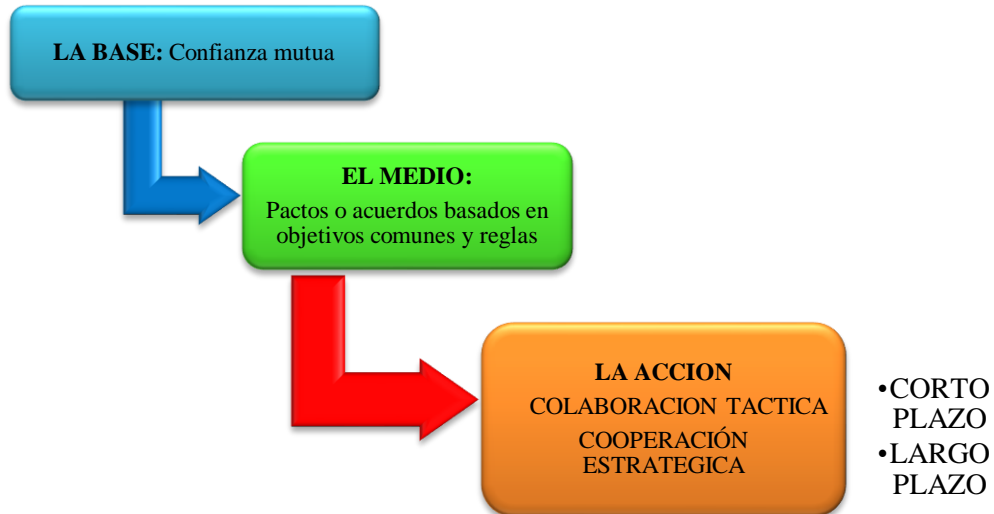 LA BASE: Confianza mutua
EL MEDIO:
Pactos o acuerdos basados en
objetivos comunes y reglas
LA ACCION
COLABORACION TACTICA
COOPERACIÓN
ESTRATEGICA
•CORTO
PLAZO
•LARGO
PLAZO